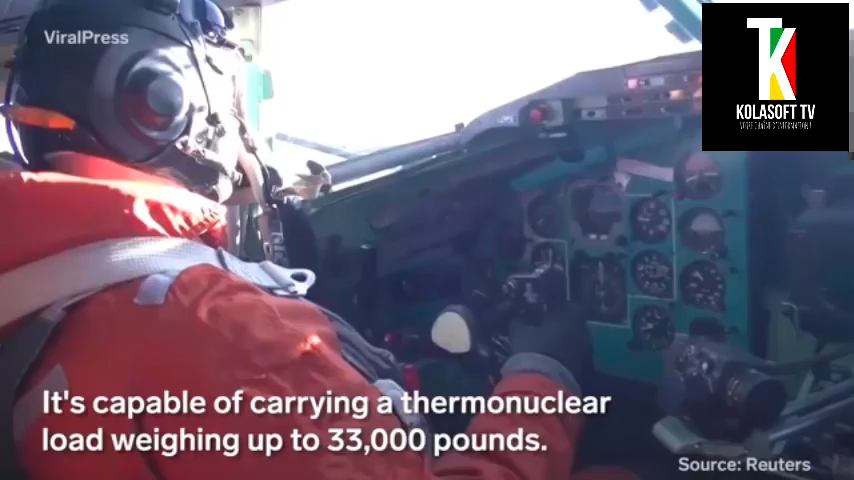 ViralPress
KOLASOFT TV
It's capable of carrying a thermonuclear
load weighing up to 33,000 pounds.
Source: Reuters